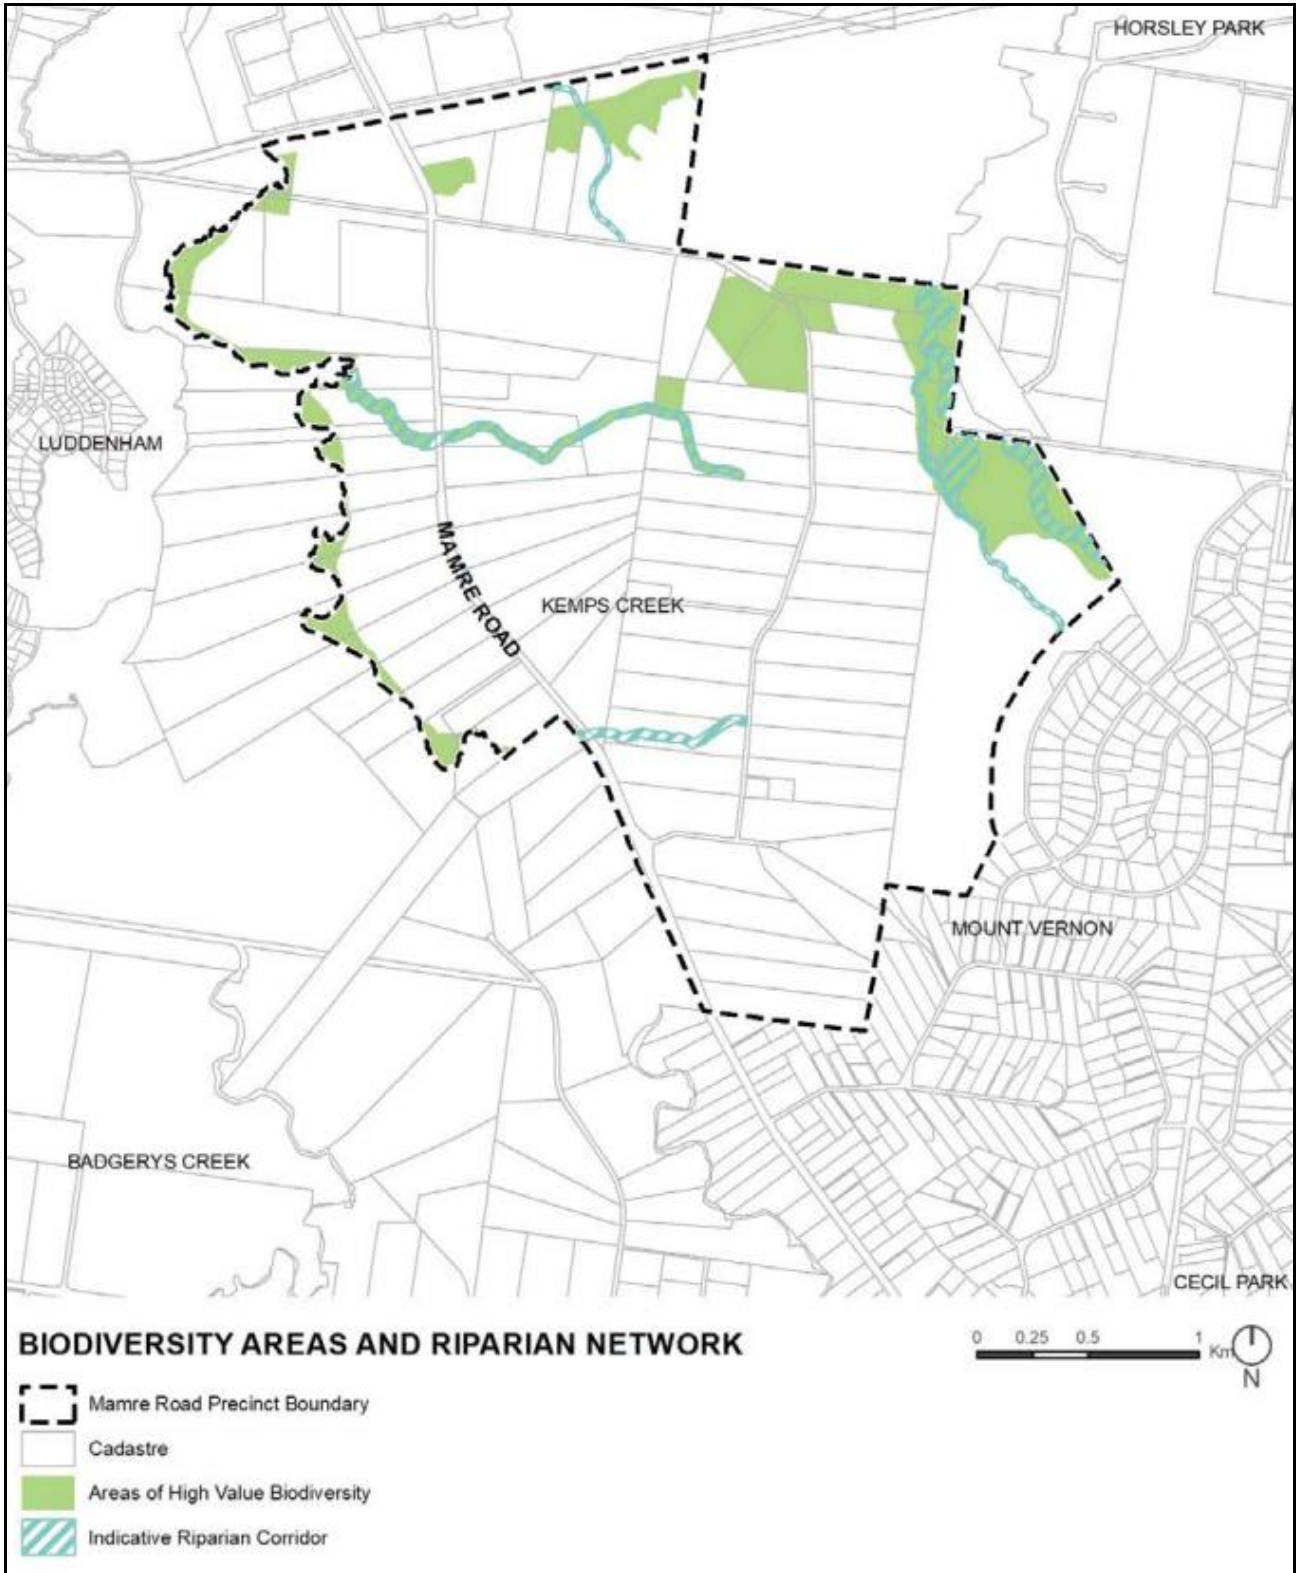 HORSLEY PARK
LUDDENHAM
MAMRE ROAD
KEMPS CREEK
MOUNT VERNON
BADGERYS CREEK
CECIL PARK
BIODIVERSITY AREAS AND RIPARIAN NETWORK
0 0.25 0.5 1
Km
N
Mamre Road Precinct Boundary
Cadastre
Areas of High Value Biodiversity
Indicative Riparian Corridor